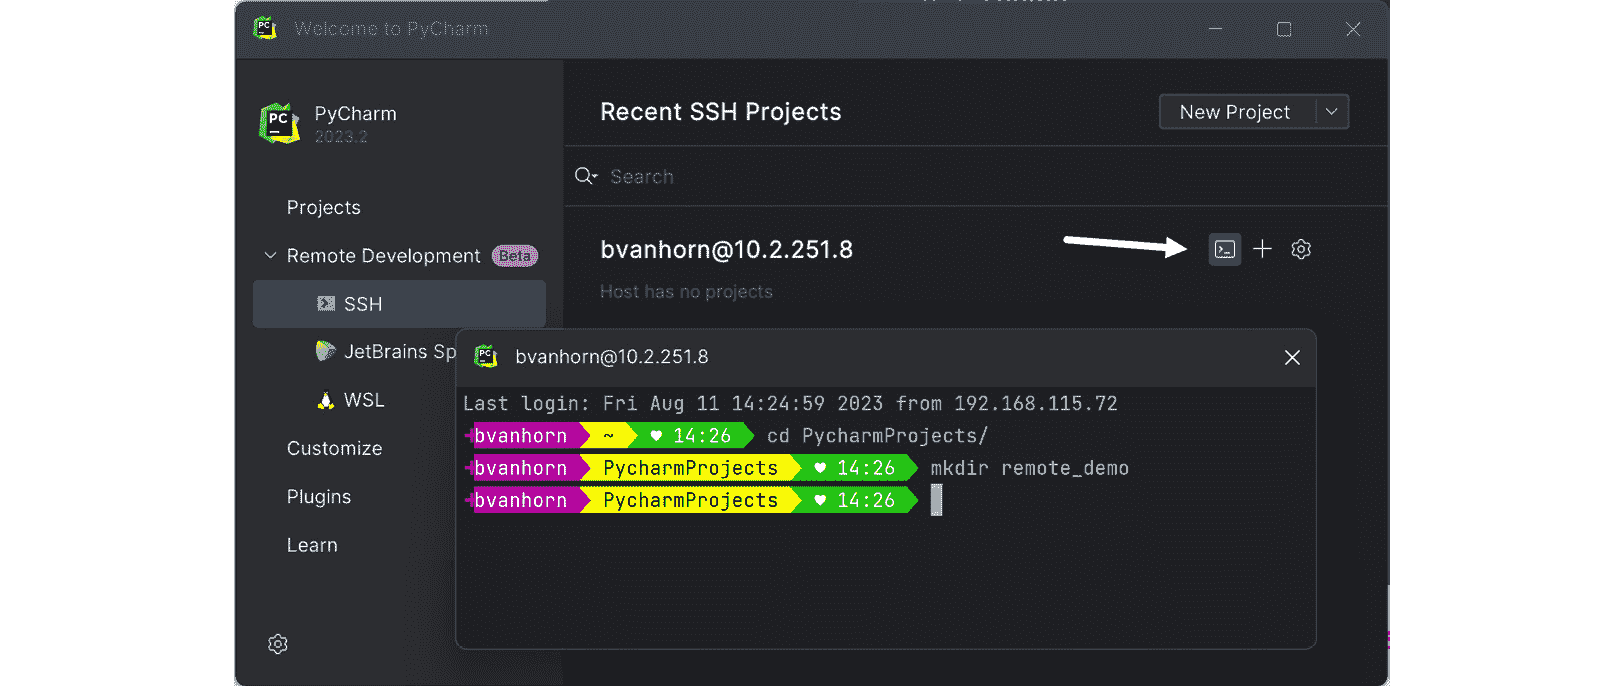 PC Welcome to PyCharm
PC
PyCharm
2023.2
Projects
Remote Development Beta
SSH
JetBrains Sp
WSL
Customize
Plugins
Learn
Recent SSH Projects
New Project
Search
bvanhorn@10.2.251.8
Host has no projects
PC bvanhorn@10.2.251.8
Last login: Fri Aug 11 14:24:59 2023 from 192.168.115.72
bvanhorn ~ ♥ 14:26 cd PycharmProjects/
bvanhorn PycharmProjects ♥ 14:26 mkdir remote_demo
bvanhorn PycharmProjects ♥ 14:26